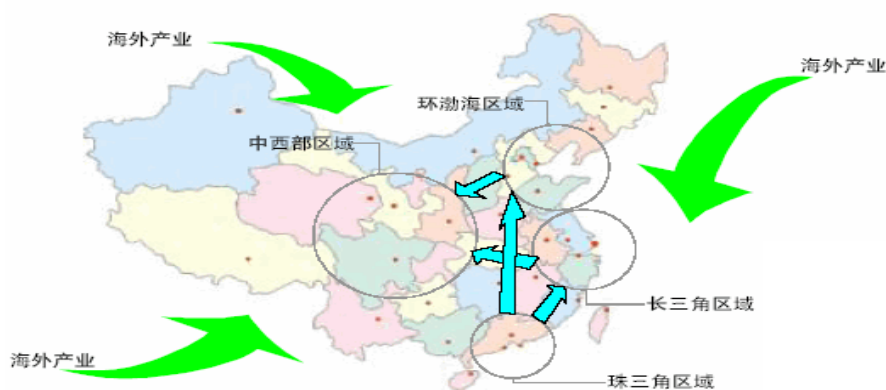 海外产业
海外产业
环渤海区域
中西部区域
长三角区域
海外产业
珠三角区域